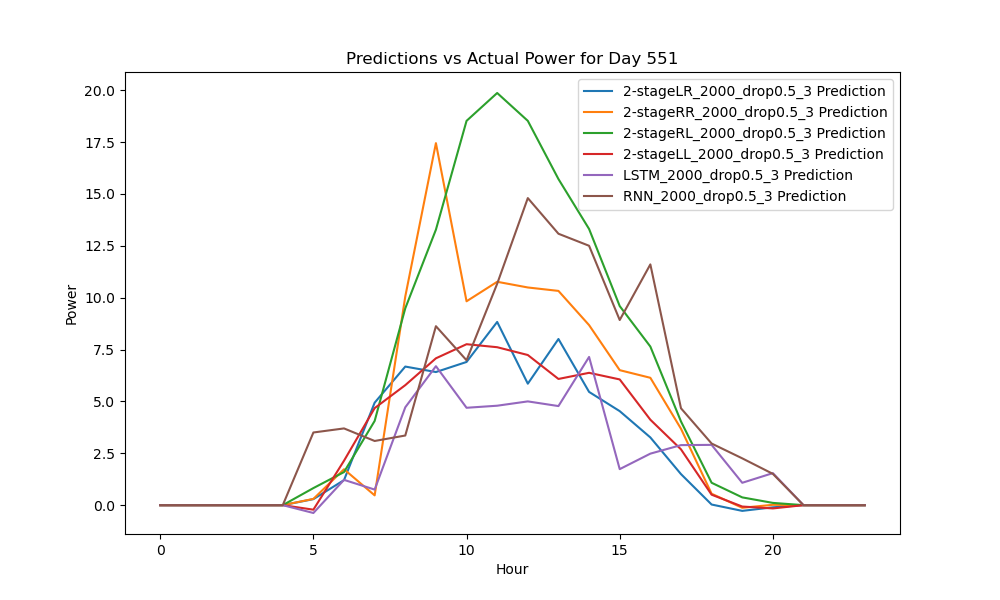 Predictions vs Actual Power for Day 551
2-stageLR_2000_drop0.5_3 Prediction
2-stageRR_2000_drop0.5_3 Prediction
2-stageRL_2000_drop0.5_3 Prediction
2-stageLL_2000_drop0.5_3 Prediction
LSTM_2000_drop0.5_3 Prediction
RNN_2000_drop0.5_3 Prediction
20.0
17.5
15.0
12.5
10.0
7.5
5.0
2.5
0.0
Power
0 5 10 15 20
Hour